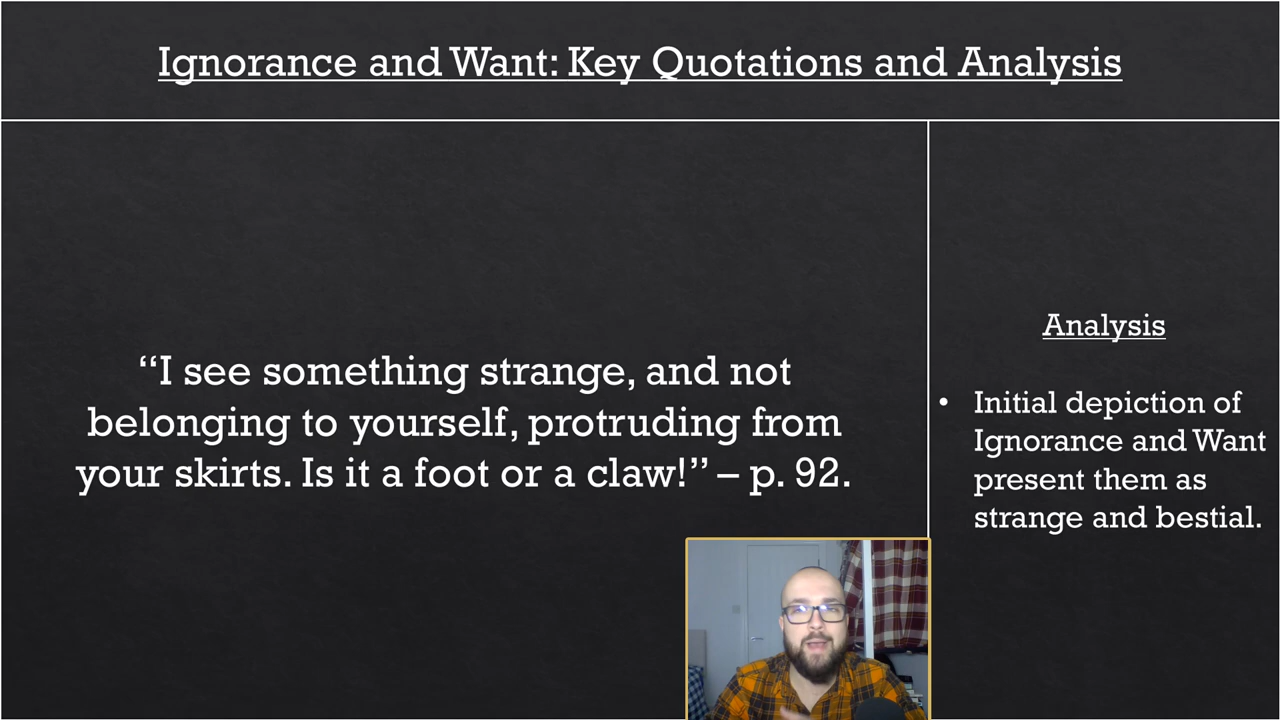 Ignorance and Want: Key Quotations and Analysis
“I see something strange, and not
belonging to yourself, protruding from
your skirts. Is it a foot or a claw!” – p. 92.
Analysis
• Initial depiction of
Ignorance and Want
present them as
strange and bestial.